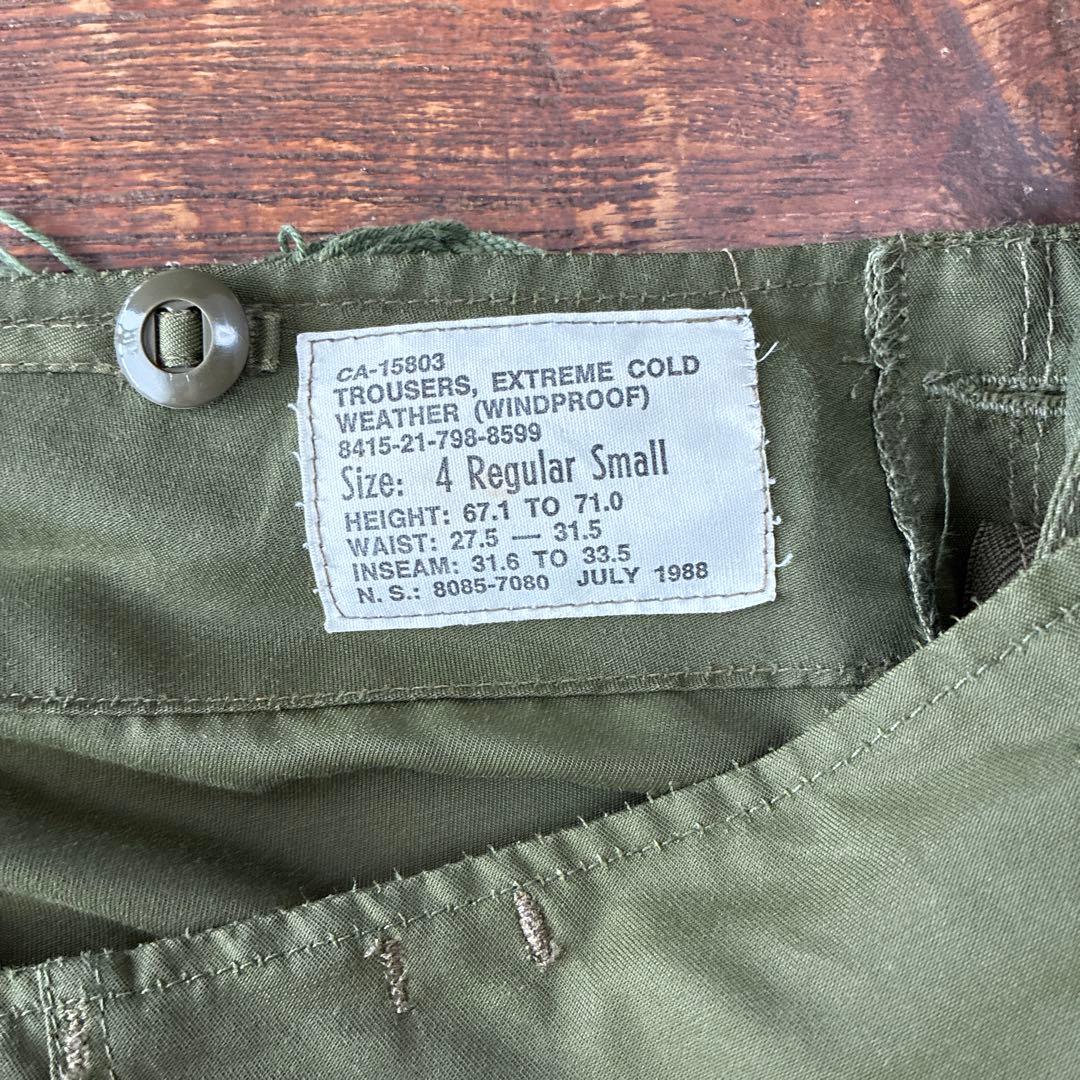 CA-15803
TROUSERS, EXTREME COLD
WEATHER (WINDPROOF)
8415-21-798-8599
Size: 4 Regular Small
HEIGHT: 67.1 TO 71.0
WAIST: 27.5 — 31.5
INSEAM: 31.6 TO 33.5
N. S.: 8085-7080 JULY 1988